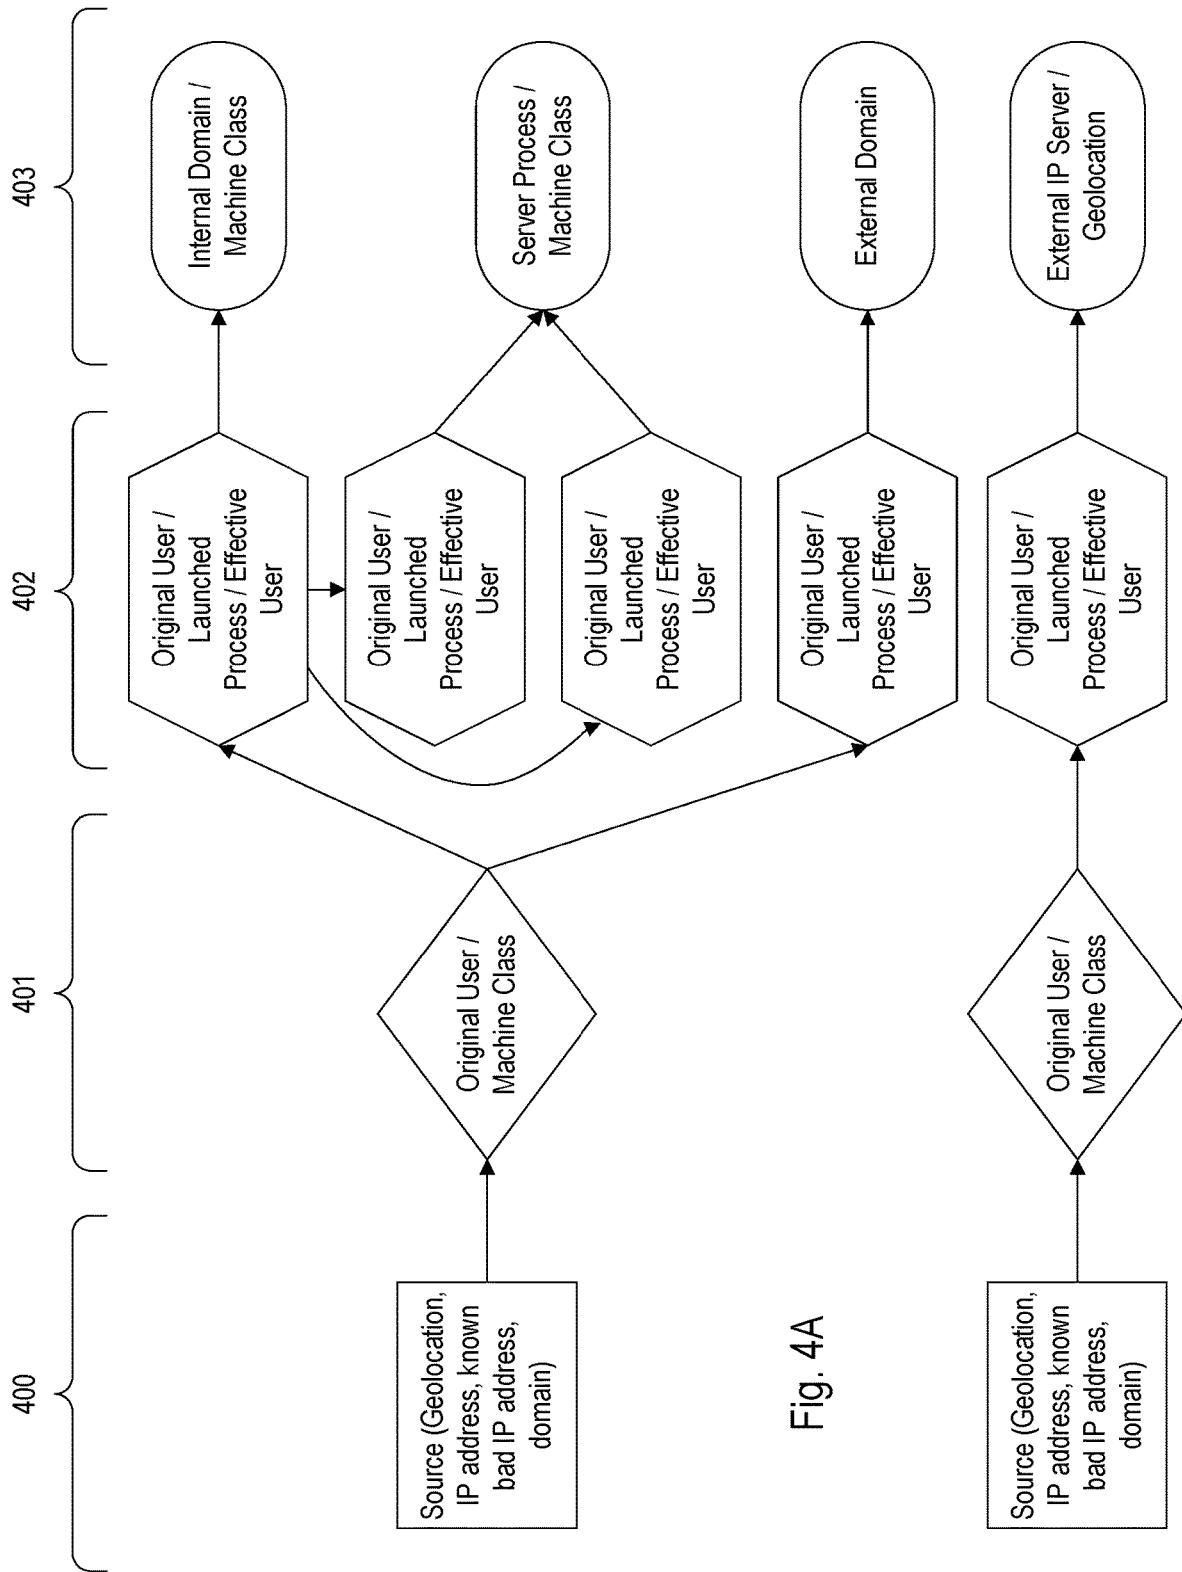 400
401
402
403
Source (Geolocation,
IP address, known
bad IP address,
domain)
Original User /
Machine Class
Original User /
Launched
Process / Effective
User
Internal Domain /
Machine Class
Original User /
Launched
Process / Effective
User
Original User /
Launched
Process / Effective
User
Server Process /
Machine Class
Original User /
Launched
Process / Effective
User
External Domain
Source (Geolocation,
IP address, known
bad IP address,
domain)
Original User /
Machine Class
Original User /
Launched
Process / Effective
User
External IP Server /
Geolocation
Fig. 4A